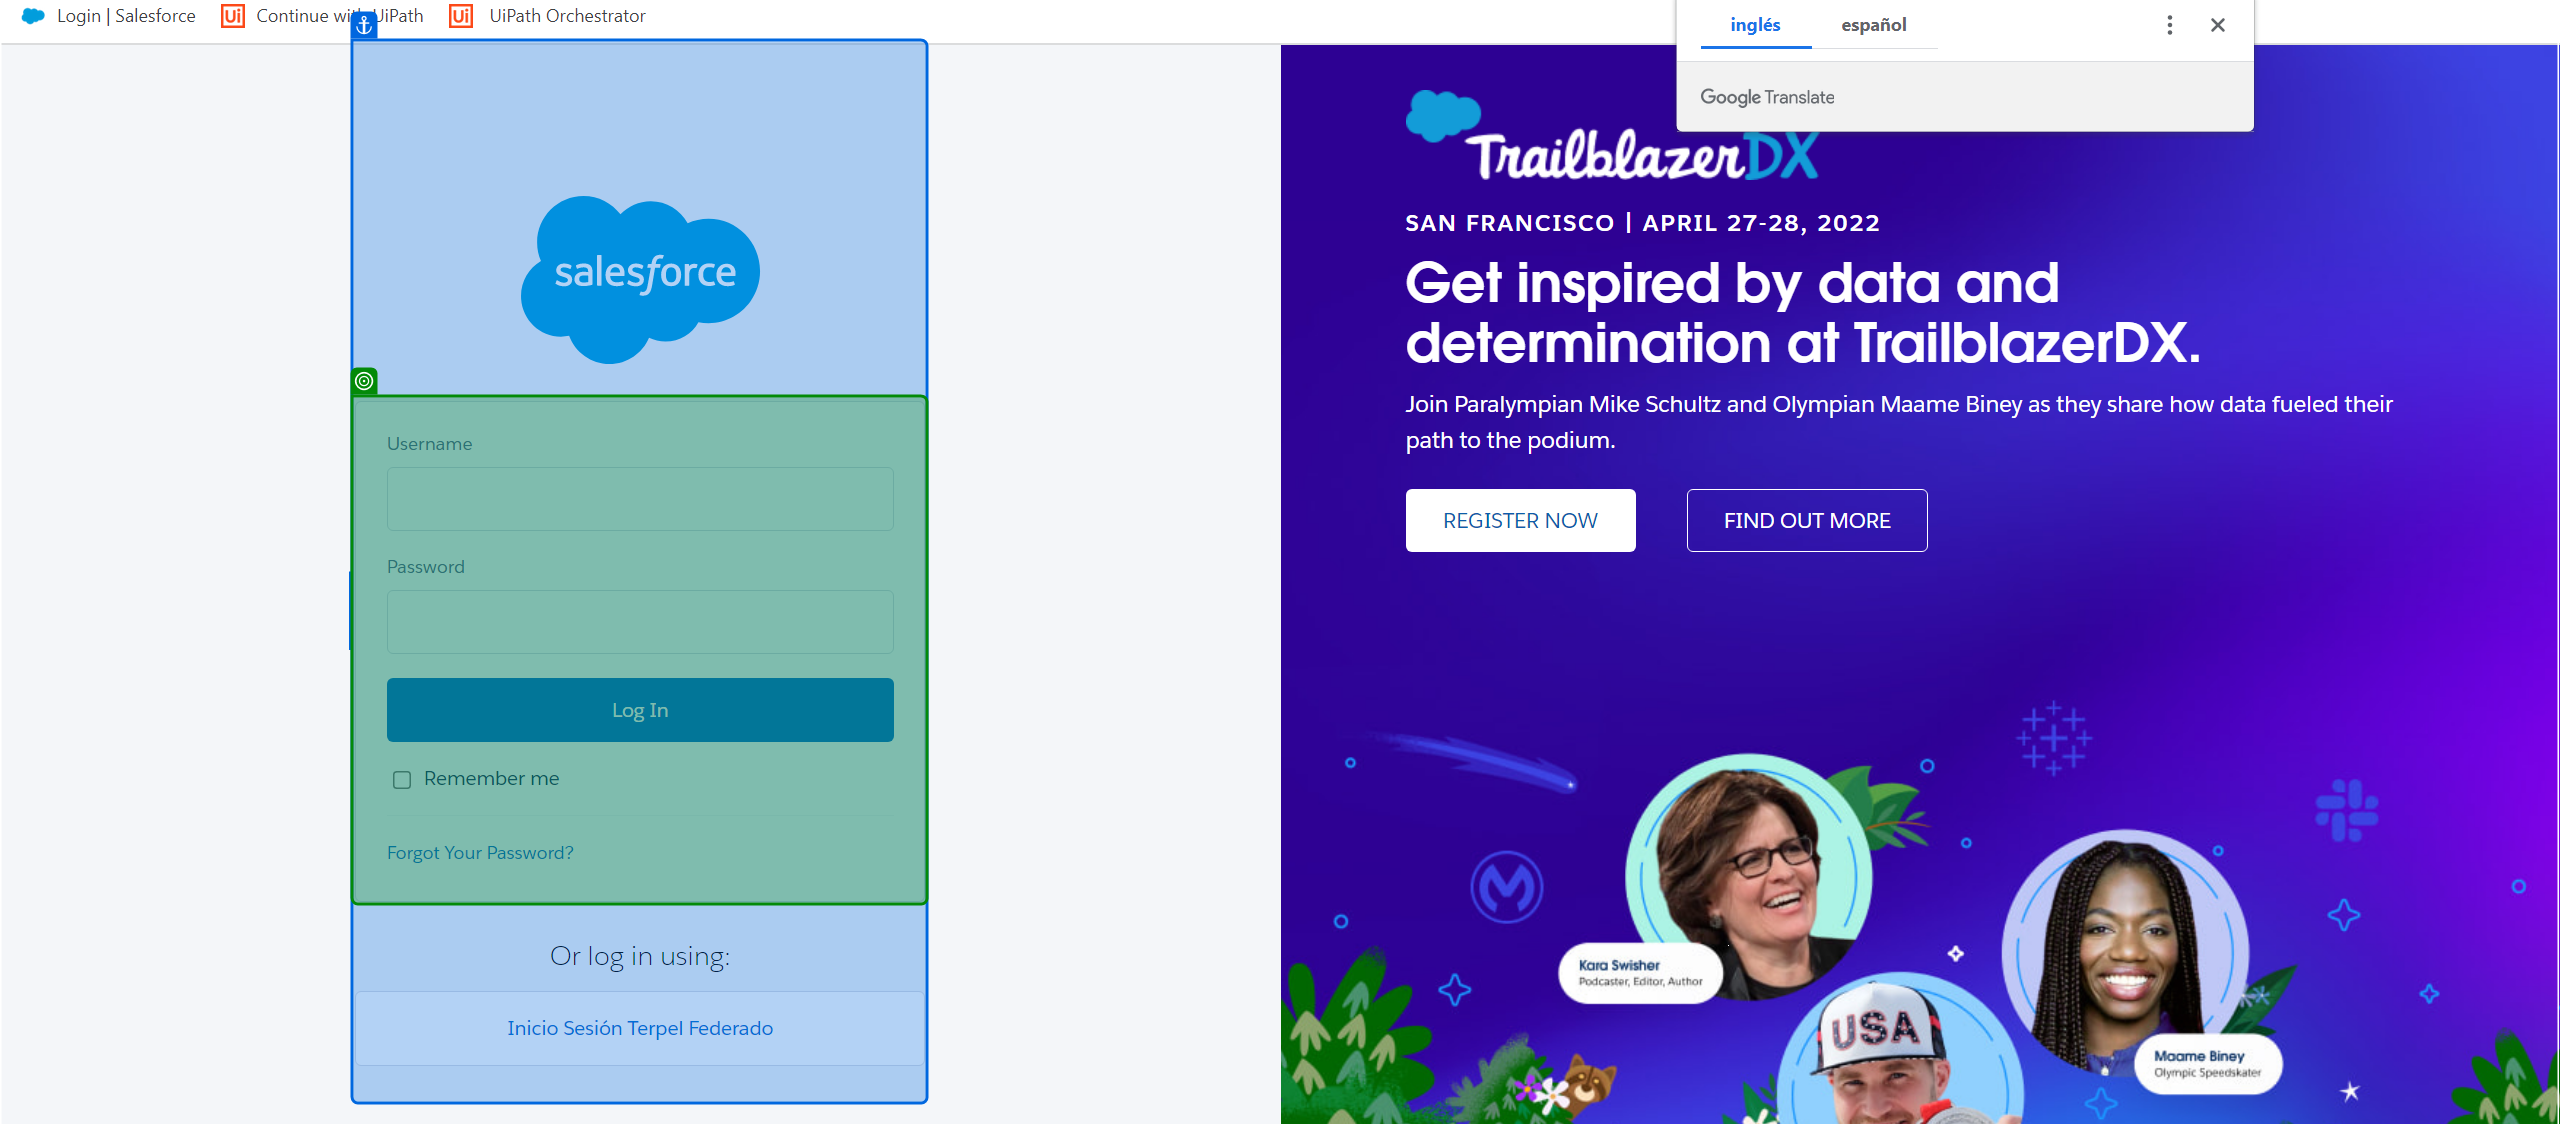 Login | Salesforce
Continue with UiPath
UiPath Orchestrator
inglés
español
Google Translate
salesforce
Username
Password
Log In
Remember me
Forgot Your Password?
Or log in using:
Inicio Sesión Terpel Federado
TrailblazerDX
SAN FRANCISCO | APRIL 27-28, 2022
Get inspired by data and
determination at TrailblazerDX.
Join Paralympian Mike Schultz and Olympian Maame Biney as they share how data fueled their
path to the podium.
REGISTER NOW
FIND OUT MORE
Kara Swisher
Podcaster, Editor, Author
USA
Maame Biney
Olympic Speedskater